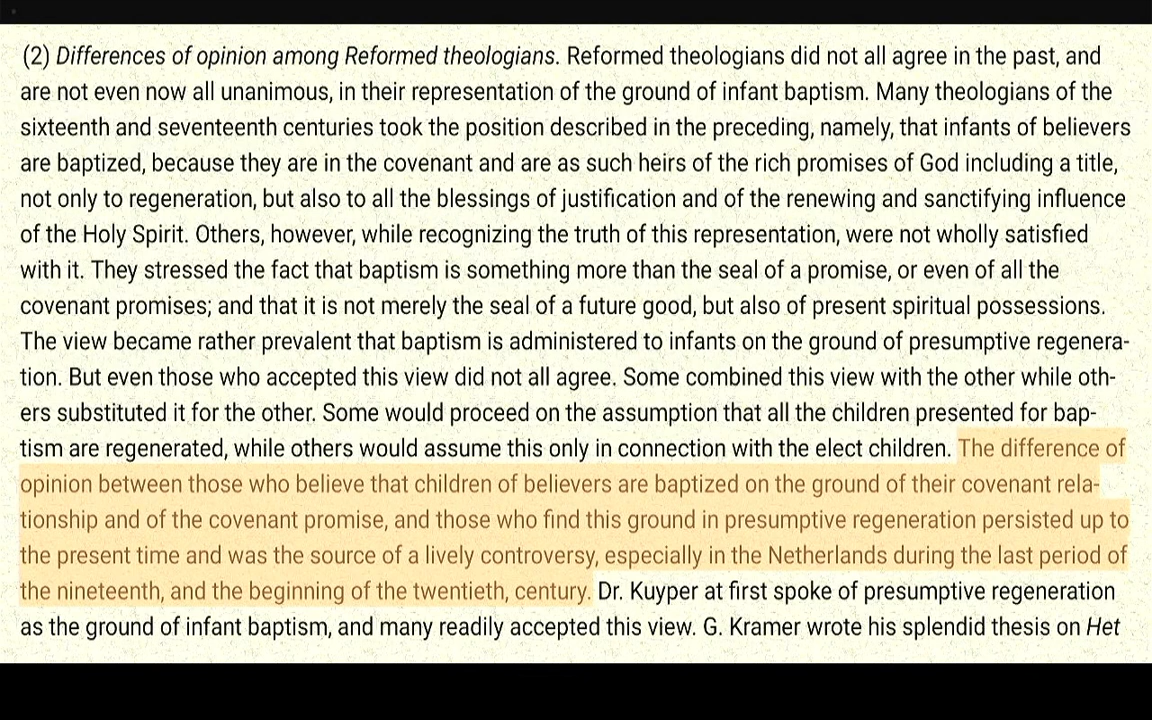 (2) Differences of opinion among Reformed theologians. Reformed theologians did not all agree in the past, and
are not even now all unanimous, in their representation of the ground of infant baptism. Many theologians of the
sixteenth and seventeenth centuries took the position described in the preceding, namely, that infants of believers
are baptized, because they are in the covenant and are as such heirs of the rich promises of God including a title,
not only to regeneration, but also to all the blessings of justification and of the renewing and sanctifying influence
of the Holy Spirit. Others, however, while recognizing the truth of this representation, were not wholly satisfied
with it. They stressed the fact that baptism is something more than the seal of a promise, or even of all the
covenant promises; and that it is not merely the seal of a future good, but also of present spiritual possessions.
The view became rather prevalent that baptism is administered to infants on the ground of presumptive regenera-
tion. But even those who accepted this view did not all agree. Some combined this view with the other while oth-
ers substituted it for the other. Some would proceed on the assumption that all the children presented for bap-
tism are regenerated, while others would assume this only in connection with the elect children. The difference of
opinion between those who believe that children of believers are baptized on the ground of their covenant rela-
tionship and of the covenant promise, and those who find this ground in presumptive regeneration persisted up to
the present time and was the source of a lively controversy, especially in the Netherlands during the last period of
the nineteenth, and the beginning of the twentieth, century. Dr. Kuyper at first spoke of presumptive regeneration
as the ground of infant baptism, and many readily accepted this view. G. Kramer wrote his splendid thesis on Het